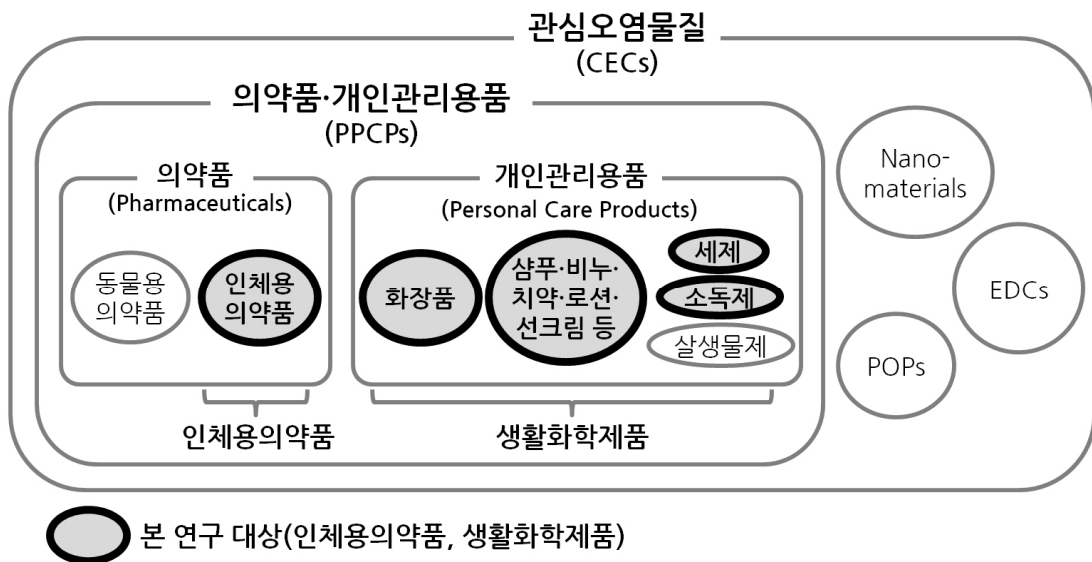 관심오염물질
(CECs)
의약품·개인관리용품
(PPCPs)
의약품
(Pharmaceuticals)
개인관리용품
(Personal Care Products)
동물용
의약품
인체용
의약품
화장품
샴푸·비누·
치약·로션·
선크림 등
세제
소독제
살생물제
인체용의약품
생활화학제품
Nano-
materials
EDCs
POPs
본 연구 대상(인체용의약품, 생활화학제품)